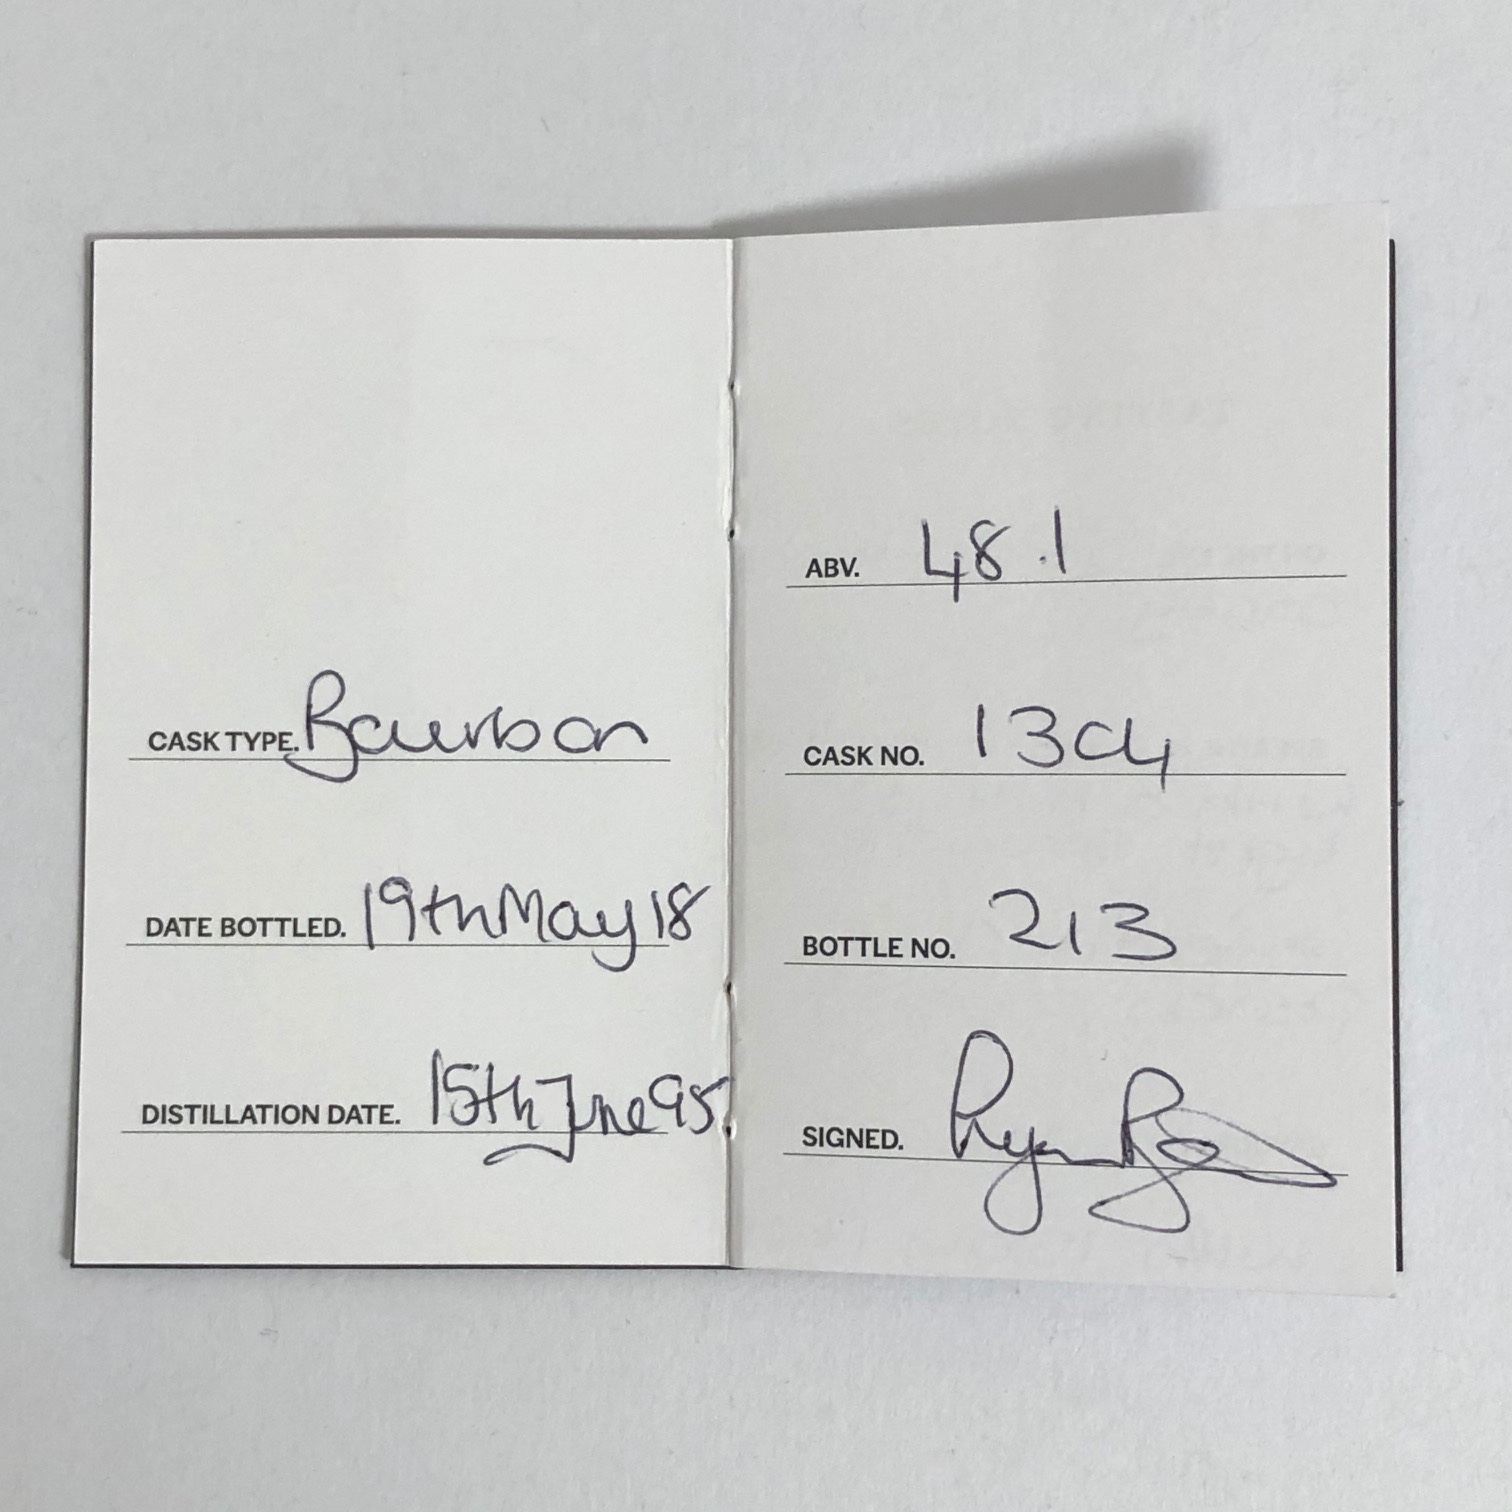 CASK TYPE. Bourbon
DATE BOTTLED. 19th May 18
DISTILLATION DATE. 15th June 95
ABV. 48.1
CASK NO. 1304
BOTTLE NO. 213
SIGNED. Ryan